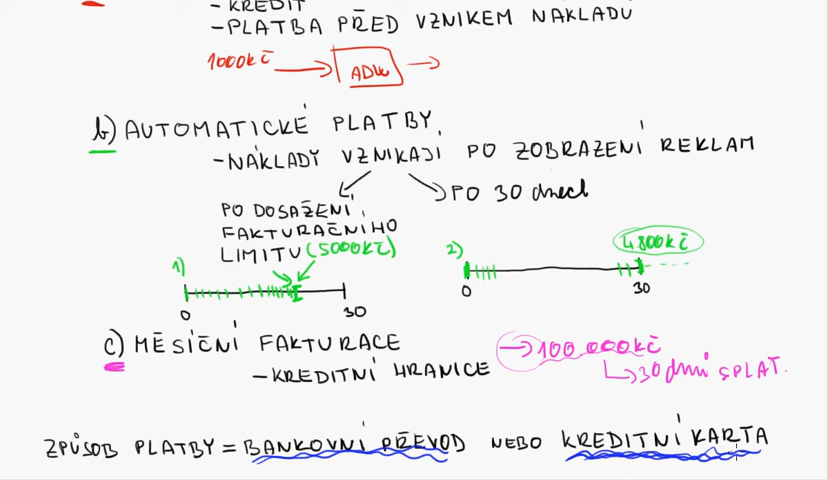 - KREDIT
- PLATBA PŘED VZNIKEM NÁKLADU
1000Kč → ADW →
b) AUTOMATICKÉ PLATBY
- NÁKLADY VZNIKAJÍ PO ZOBRAZENÍ REKLAM
PO 30 dnech
PO DOSAŽENÍ
FAKTURAČNÍHO
LIMITU (5000Kč)
1)
0 30
2) 4800Kč
0 30
c) MĚSÍČNÍ FAKTURACE → 100 000Kč
- KREDITNÍ HRANICE
30 dní SPLAT.
ZPŮSOB PLATBY = BANKOVNÍ PŘEVOD NEBO KREDITNÍ KARTA